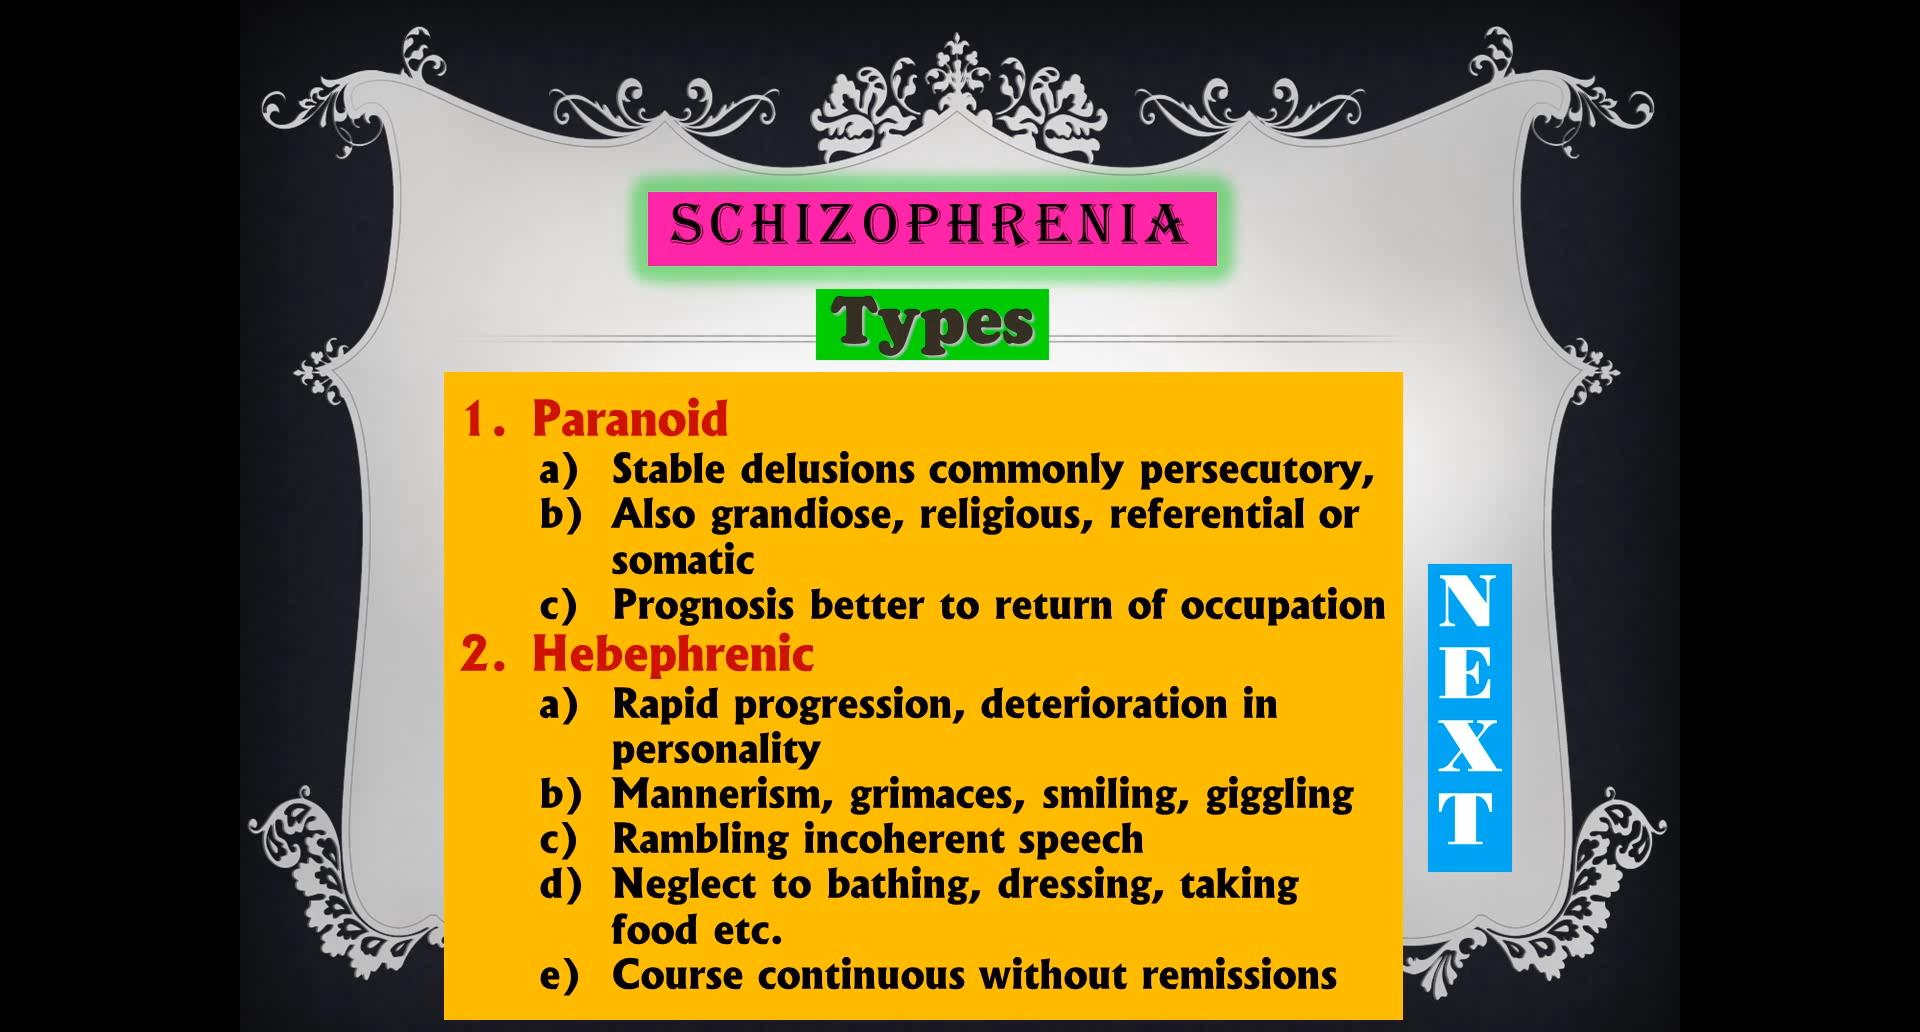 SCHIZOPHRENIA
Types
1. Paranoid
a) Stable delusions commonly persecutory,
b) Also grandiose, religious, referential or
somatic
c) Prognosis better to return of occupation
2. Hebephrenic
a) Rapid progression, deterioration in
personality
b) Mannerism, grimaces, smiling, giggling
c) Rambling incoherent speech
d) Neglect to bathing, dressing, taking
food etc.
e) Course continuous without remissions
NEXT